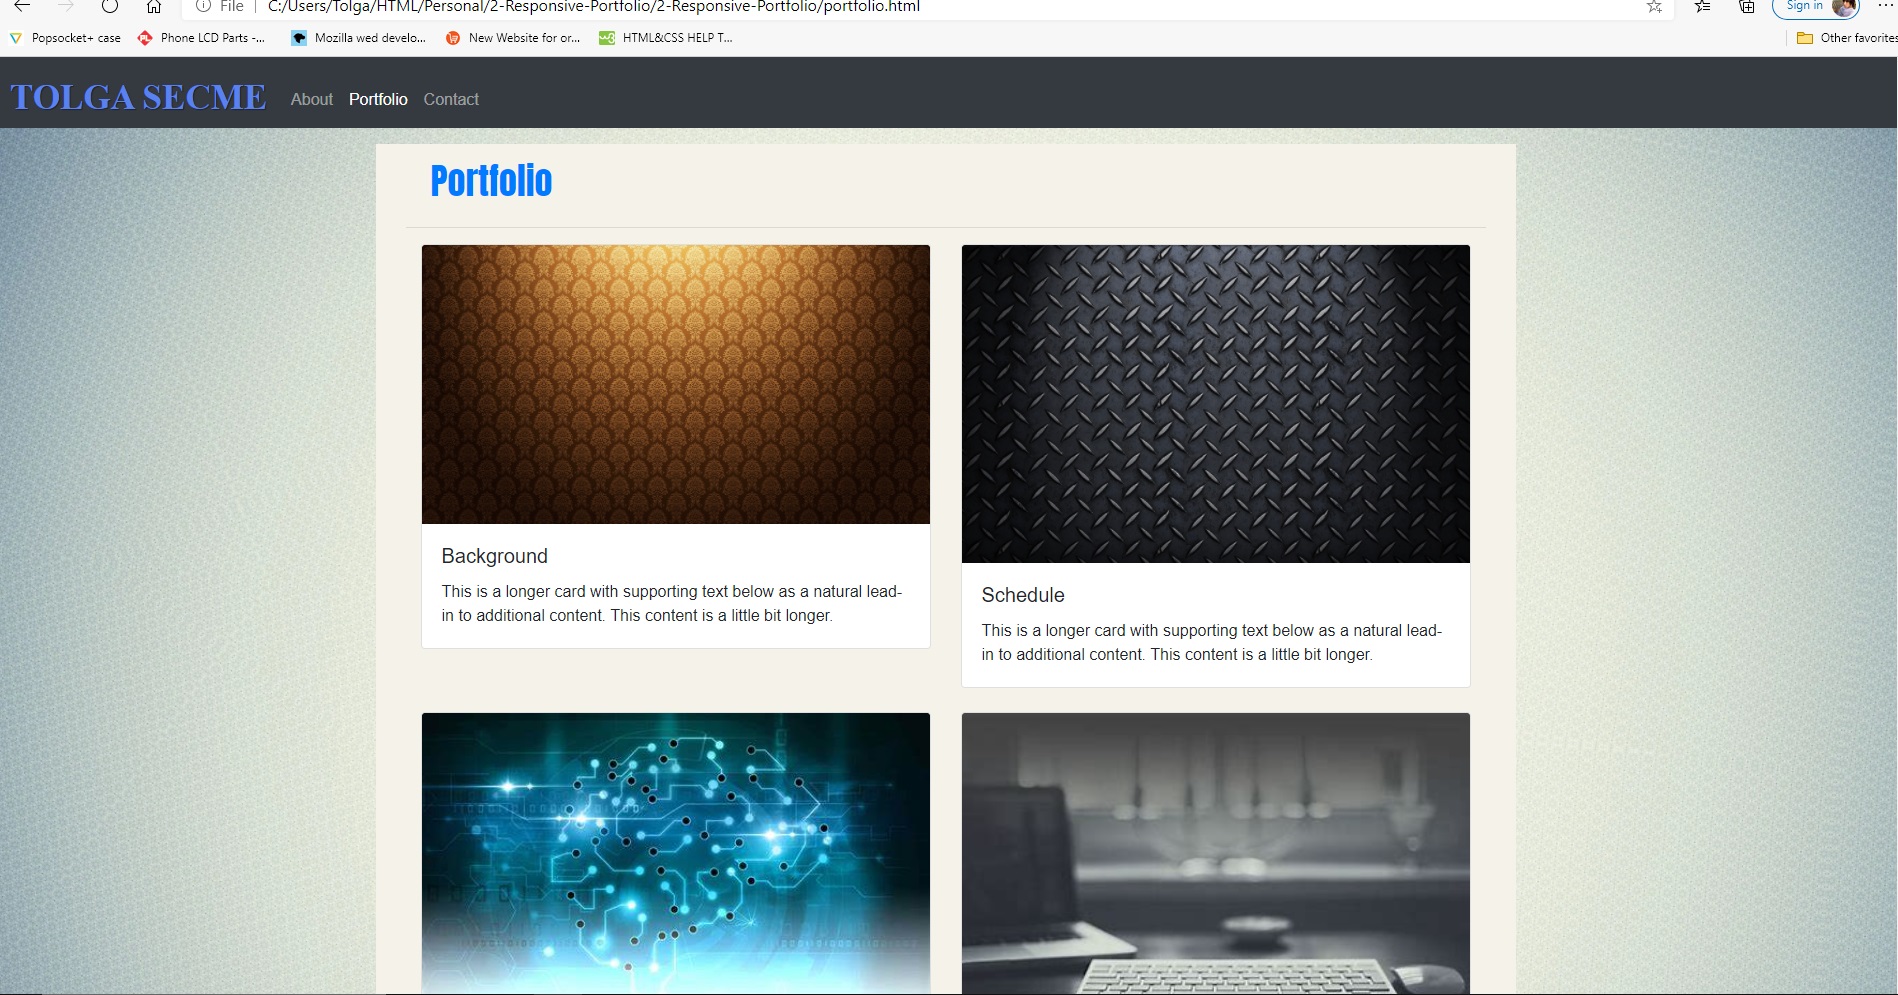 File C:/Users/Tolga/HTML/Personal/2-Responsive-Portfolio/2-Responsive-Portfolio/portfolio.html Sign in
Popsocket+ case Phone LCD Parts -... Mozilla wed develo... New Website for or... HTML&CSS HELP T... Other favorites
TOLGA SECME About Portfolio Contact
Portfolio
Background
This is a longer card with supporting text below as a natural lead-
in to additional content. This content is a little bit longer.
Schedule
This is a longer card with supporting text below as a natural lead-
in to additional content. This content is a little bit longer.